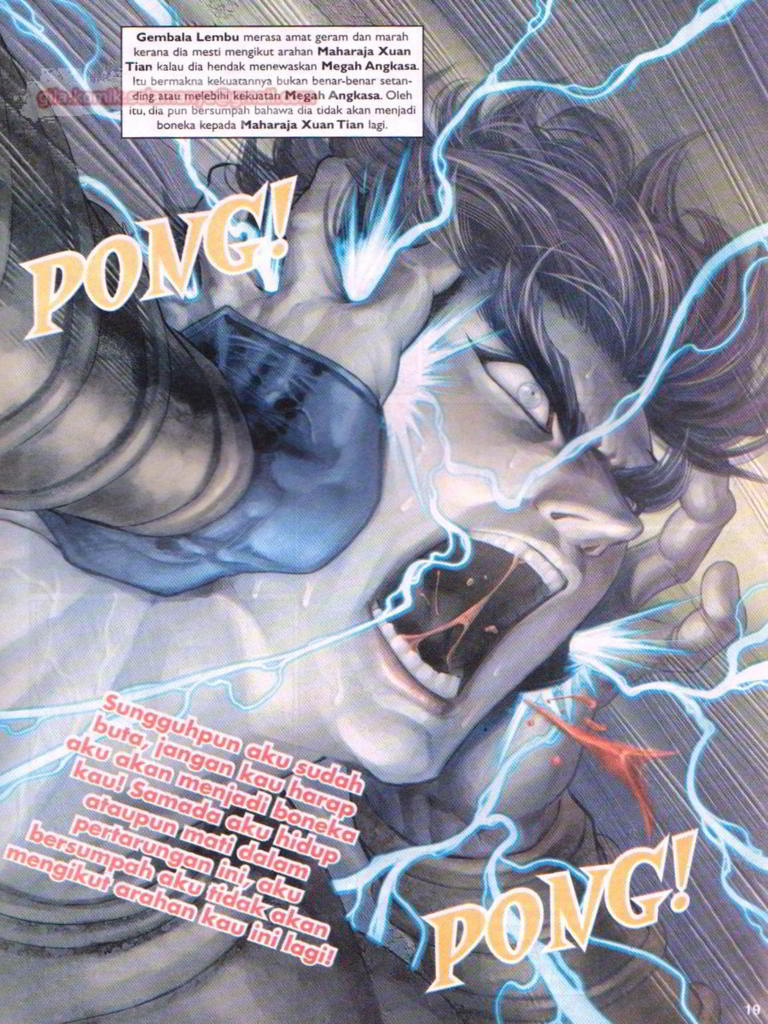 Gembala Lembu merasa amat geram dan marah
kerana dia mesti mengikut arahan Maharaja Xuan
Tian kalau dia hendak menewaskan Megah Angkasa.
Itu bermakna kekuatannya bukan benar-benar setan-
ding atau melebihi kekuatan Megah Angkasa. Oleh
itu, dia pun bersumpah bahawa dia tidak akan menjadi
boneka kepada Maharaja Xuan Tian lagi.
PONG!
Sungguhpun aku sudah
buta, jangan kau harap
aku akan menjadi boneka
kau! Samada aku hidup
ataupun mati dalam
pertarungan ini, aku
bersumpah aku tidak akan
mengikut arahan kau ini lagi!
PONG!
10